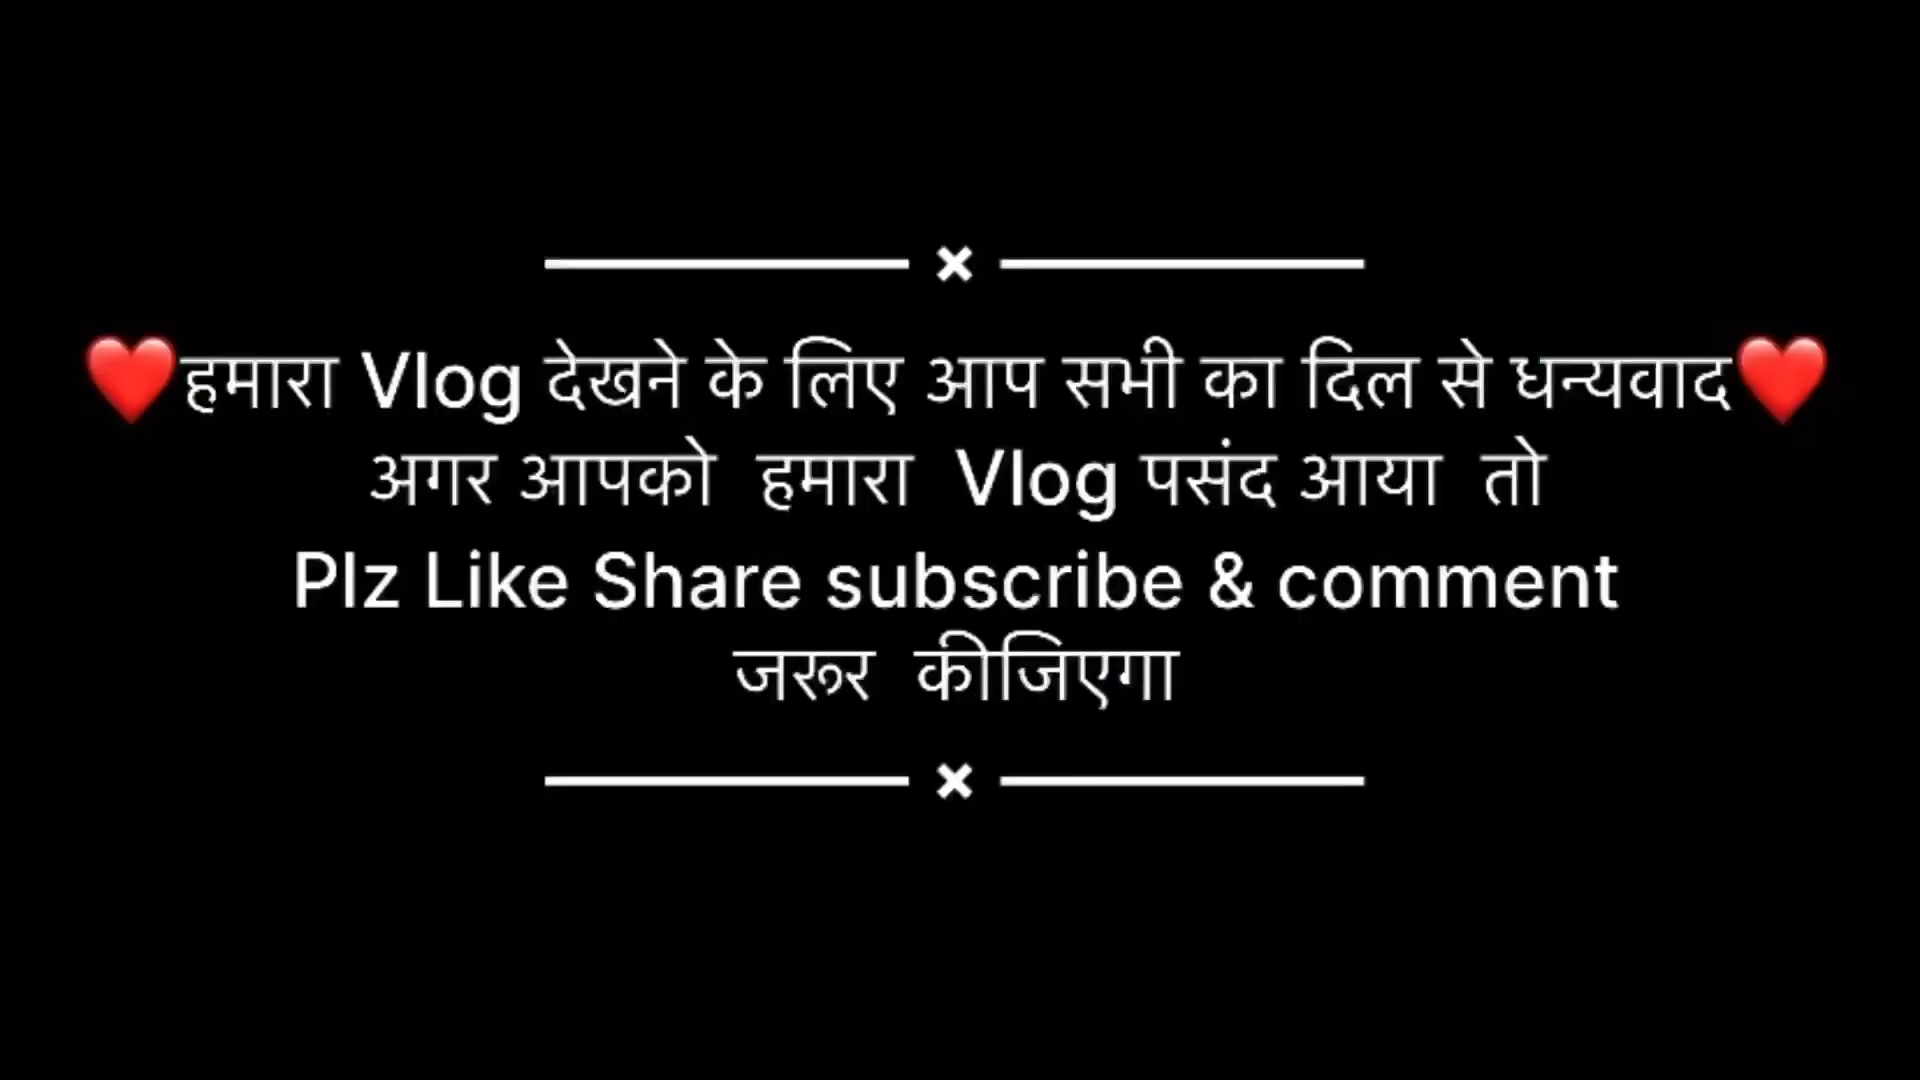 ❤️हमारा Vlog देखने के लिए आप सभी का दिल से धन्यवाद❤️
अगर आपको हमारा Vlog पसंद आया तो
Plz Like Share subscribe & comment
जरूर कीजिएगा